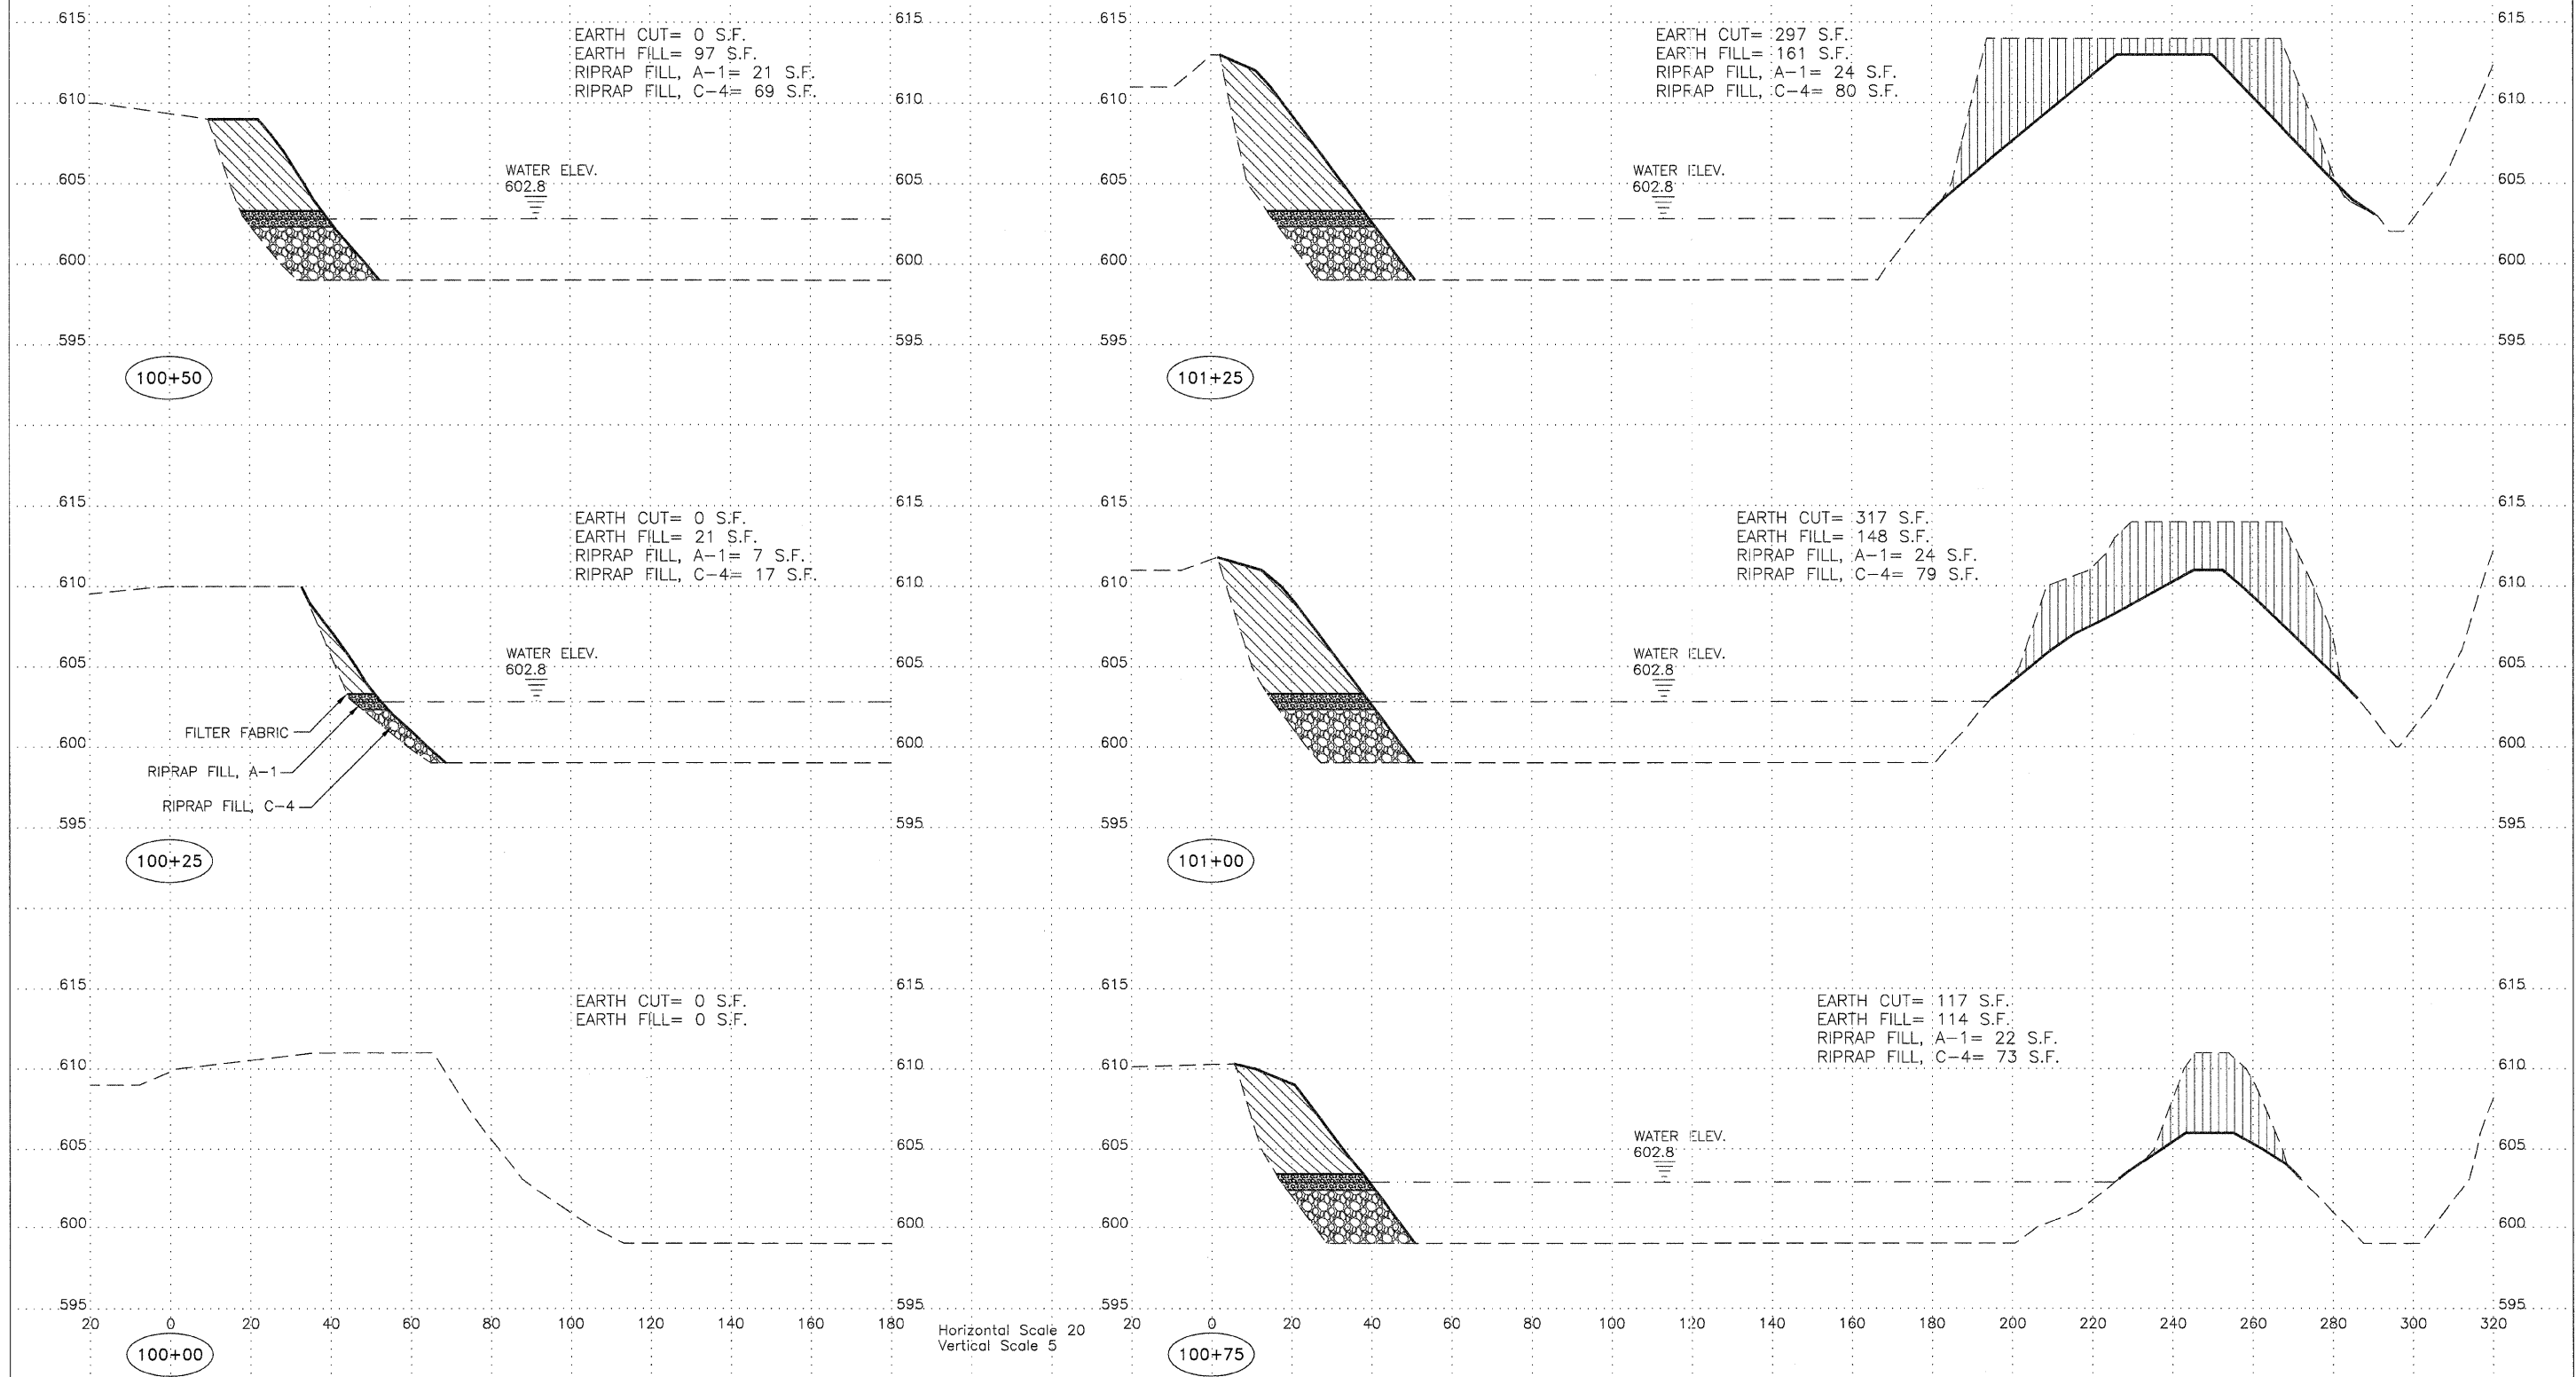 615 615 615 615
EARTH CUT= 0 S.F.
EARTH FILL= 97 S.F.
RIPRAP FILL, A-1= 21 S.F.
RIPRAP FILL, C-4= 69 S.F.
610 610
WATER ELEV.
602.8
605 605
600 600
595 595
100+50
EARTH CUT= 297 S.F.
EARTH FILL= 161 S.F.
RIPRAP FILL, A-1= 24 S.F.
RIPRAP FILL, C-4= 80 S.F.
610 610
WATER ELEV.
602.8
605 605
600 600
595 595
101+25
615 615
EARTH CUT= 0 S.F.
EARTH FILL= 21 S.F.
RIPRAP FILL, A-1= 7 S.F.
RIPRAP FILL, C-4= 17 S.F.
610 610
WATER ELEV.
602.8
605 605
FILTER FABRIC
600 600
RIPRAP FILL, A-1
RIPRAP FILL, C-4
595 595
100+25
615 615
EARTH CUT= 317 S.F.
EARTH FILL= 148 S.F.
RIPRAP FILL, A-1= 24 S.F.
RIPRAP FILL, C-4= 79 S.F.
610 610
WATER ELEV.
602.8
605 605
600 600
595 595
101+00
615 615
EARTH CUT= 0 S.F.
EARTH FILL= 0 S.F.
610 610
605 605
600 600
595 595
20 0 20 40 60 80 100 120 140 160 180
100+00
Horizontal Scale 20
Vertical Scale 5
615 615
EARTH CUT= 117 S.F.
EARTH FILL= 114 S.F.
RIPRAP FILL, A-1= 22 S.F.
RIPRAP FILL, C-4= 73 S.F.
610 610
WATER ELEV.
602.8
605 605
600 600
595 595
20 0 20 40 60 80 100 120 140 160 180 200 220 240 260 280 300 320
100+75